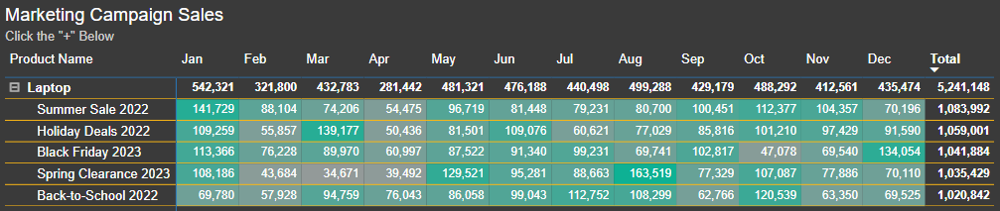 Marketing Campaign Sales
Click the "+" Below
Product Name Jan Feb Mar Apr May Jun Jul Aug Sep Oct Nov Dec Total
Laptop 542,321 321,800 432,783 281,442 481,321 476,188 440,498 499,288 429,179 488,292 412,561 435,474 5,241,148
Summer Sale 2022 141,729 88,104 74,206 54,475 96,719 81,448 79,231 80,700 100,451 112,377 104,357 70,196 1,083,992
Holiday Deals 2022 109,259 55,857 139,177 50,436 81,501 109,076 60,621 77,029 85,816 101,210 97,429 91,590 1,059,001
Black Friday 2023 113,366 76,228 89,970 60,997 87,522 91,340 99,231 69,741 102,817 47,078 69,540 134,054 1,041,884
Spring Clearance 2023 108,186 43,684 34,671 39,492 129,521 95,281 88,663 163,519 77,329 107,087 77,886 70,110 1,035,429
Back-to-School 2022 69,780 57,928 94,759 76,043 86,058 99,043 112,752 108,299 62,766 120,539 63,350 69,525 1,020,842